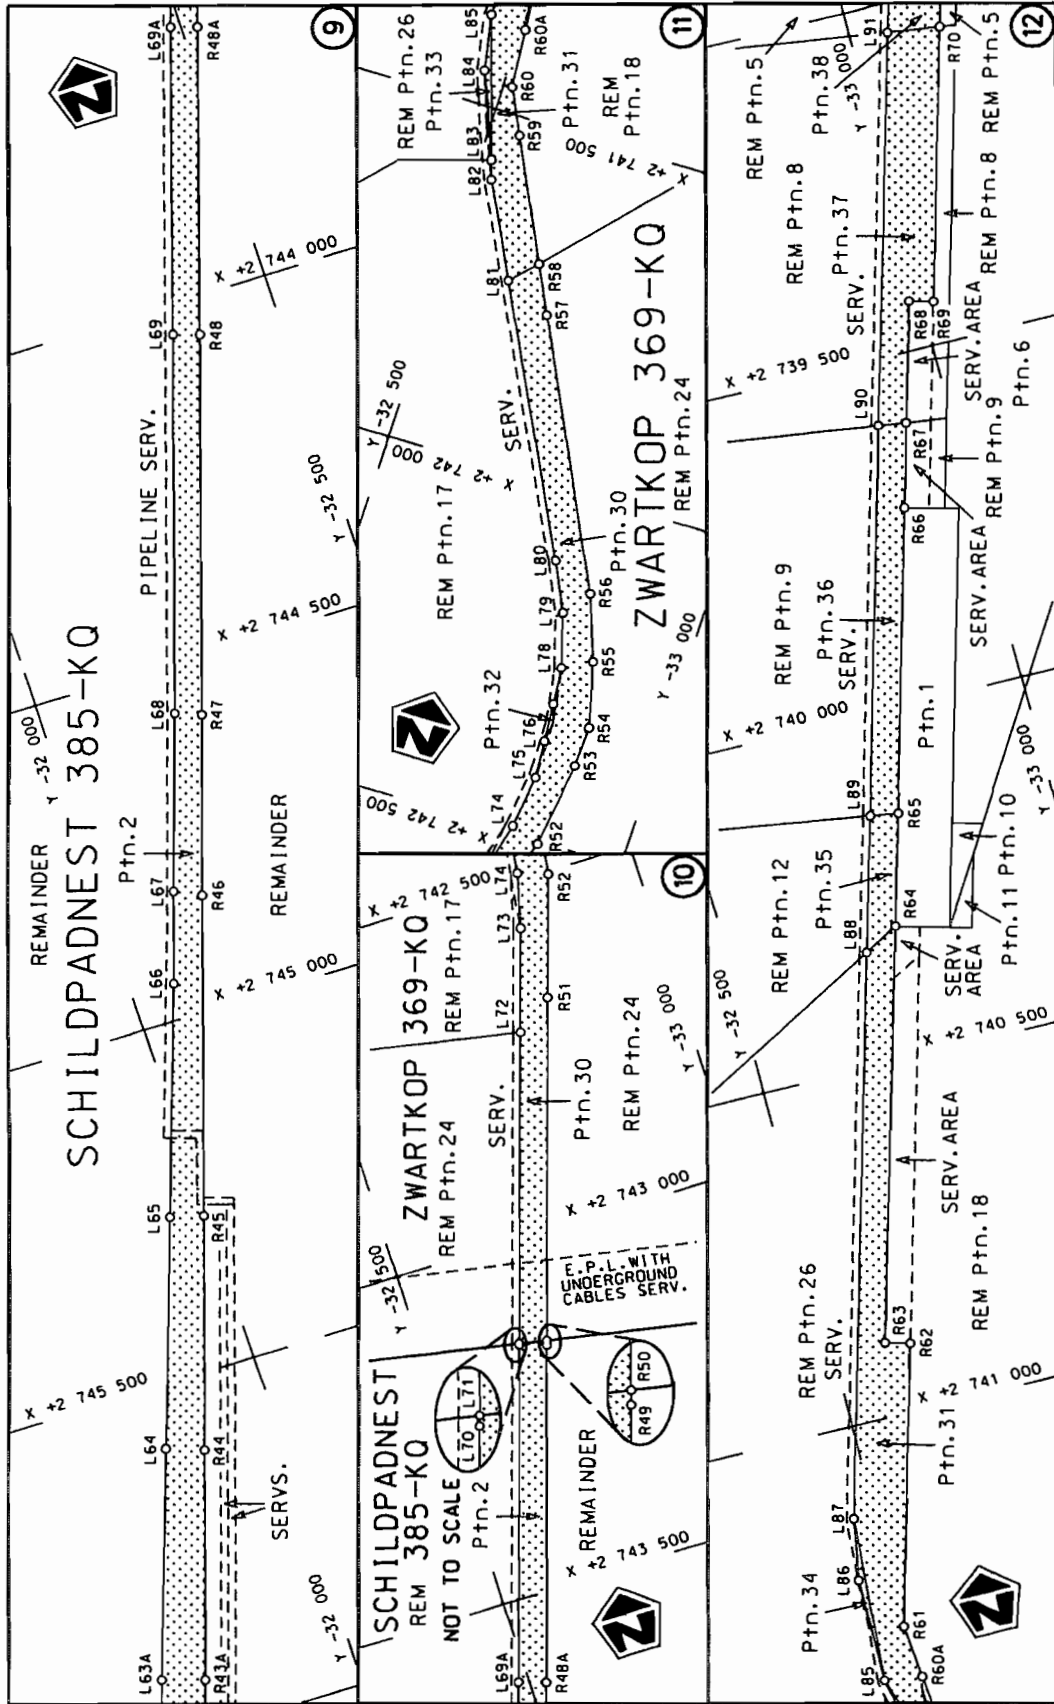 9
SCHILDPADNEST 385-KQ
REMAINDER
Y -32 000
Ptn.2
PIPELINE SERV.
L63A
L64
L65
L66
L67
L68
L69
L69A
R43A
R44
R45
R46
R47
R48
R48A
X +2 745 500
X +2 745 000
X +2 744 500
X +2 744 000
SERVS.
REMAINDER
Y -32 000
Y -32 500
N
10
SCHILDPADNEST
REM 385-KQ
NOT TO SCALE
Ptn.2
L70
L71
Y -32 500
ZWARTKOP 369-KQ
REM Ptn.24
REM Ptn.17
SERV.
X +2 742 500
L69A
L72
L73
L74
R48A
R51
R52
R49
R50
REMAINDER
E.P.L.WITH
UNDERGROUND
CABLES SERV.
Ptn.30
REM Ptn.24
X +2 743 500
X +2 743 000
Y -33 000
N
11
X +2 742 500
N
Ptn.32
REM Ptn.17
X +2 742 000
Y -32 500
SERV.
REM Ptn.26
Ptn.33
L74
L75
L76
L78
L79
L80
L81
L82
L83
L84
L85
R52
R53
R54
R55
R56
R57
R58
R59
R60
R60A
Ptn.30
REM Ptn.24
Ptn.31
REM
Ptn.18
X +2 741 500
Y -33 000
ZWARTKOP 369-KQ
12
Ptn.34
REM Ptn.26
SERV.
REM Ptn.12
Ptn.35
Y -32 500
X +2 740 000
REM Ptn.9
Ptn.36
SERV.
X +2 739 500
SERV.
Ptn.37
REM Ptn.8
REM Ptn.5
Ptn.38
Y -33 000
L85
L86
L87
L88
L89
L90
L91
R60A
R61
R62
R63
R64
R65
R66
R67
R68
R69
R70
Ptn.31
X +2 741 000
REM Ptn.18
SERV.AREA
X +2 740 500
SERV.
AREA
Ptn.11
Ptn.10
Ptn.1
Y -33 000
SERV.AREA
REM Ptn.9
SERV.AREA
Ptn.6
REM Ptn.8
REM Ptn.5
N